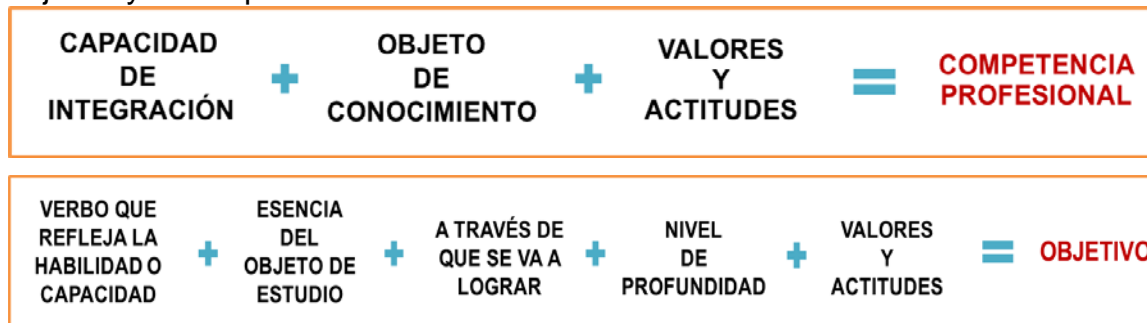 CAPACIDAD
DE
INTEGRACIÓN
+
OBJETO
DE
CONOCIMIENTO
+
VALORES
Y
ACTITUDES
=
COMPETENCIA
PROFESIONAL
VERBO QUE
REFLEJA LA
HABILIDAD O
CAPACIDAD
+
ESENCIA
DEL
OBJETO DE
ESTUDIO
+
A TRAVÉS DE
QUE SE VA A
LOGRAR
+
NIVEL
DE
PROFUNDIDAD
+
VALORES
Y
ACTITUDES
=
OBJETIVO